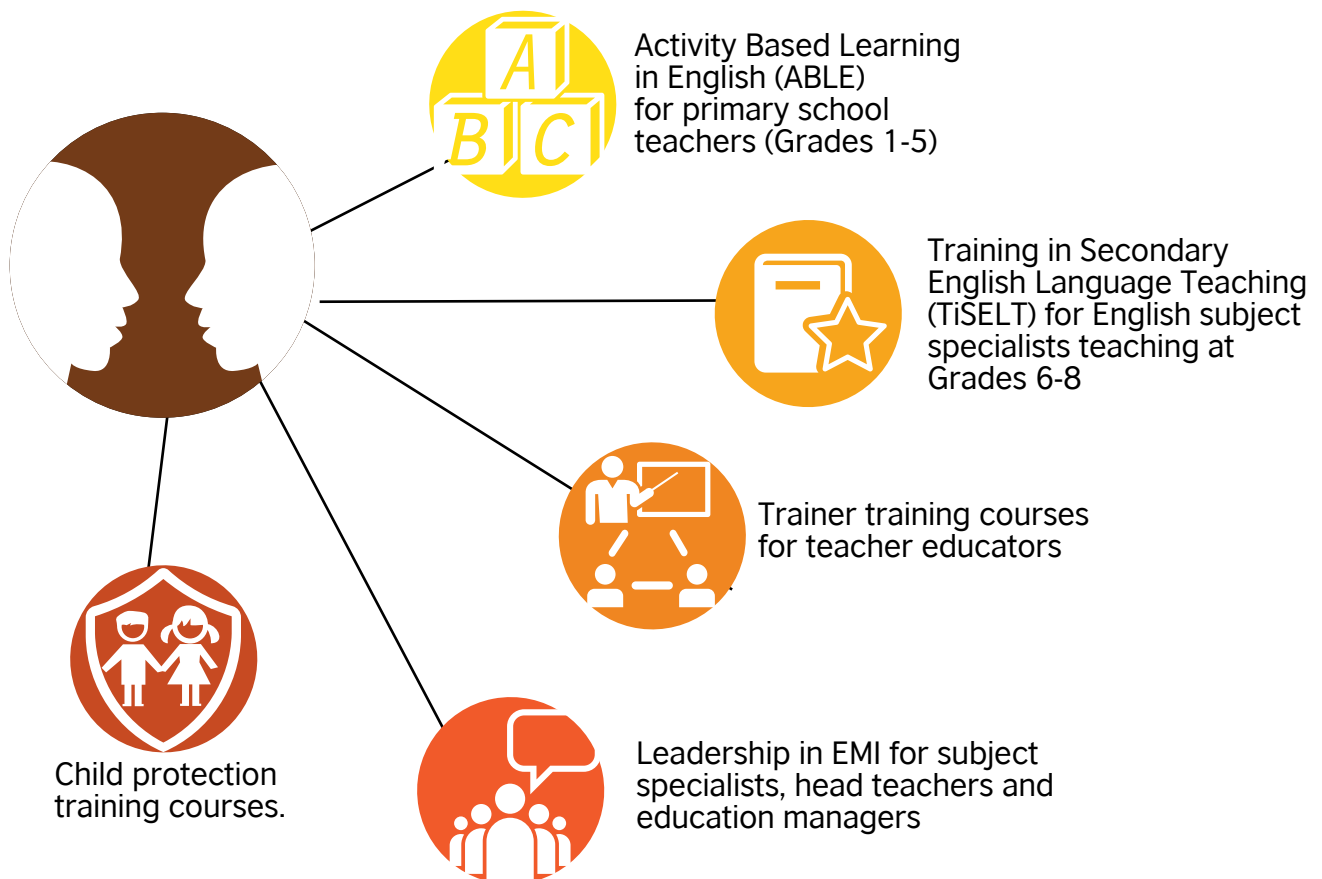 A
B
C
Activity Based Learning
in English (ABLE)
for primary school
teachers (Grades 1-5)
Training in Secondary
English Language Teaching
(TiSELT) for English subject
specialists teaching at
Grades 6-8
Trainer training courses
for teacher educators
Leadership in EMI for subject
specialists, head teachers and
education managers
Child protection
training courses.